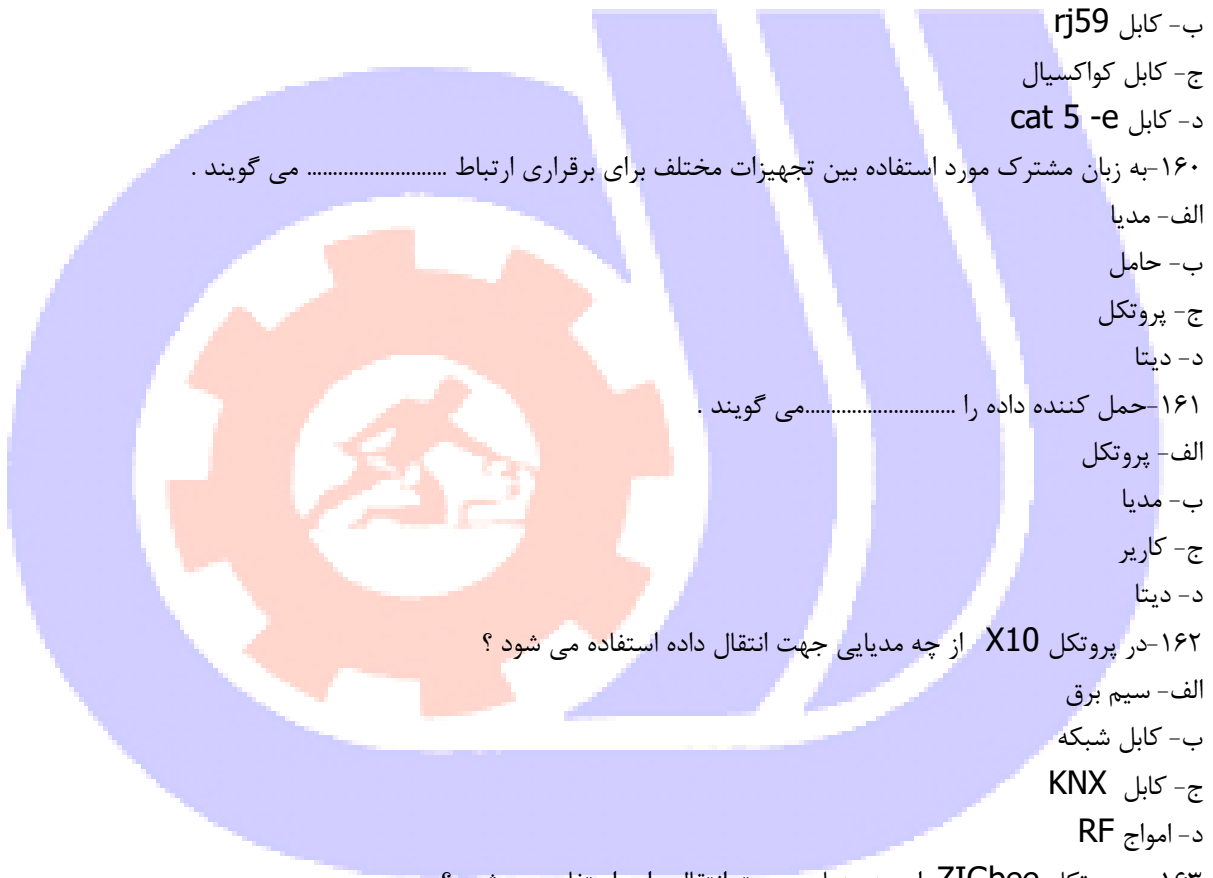 ب- کابل rj59
ج- کابل کواکسیال
د- کابل cat 5 -e
۱۶۰-به زبان مشترک مورد استفاده بین تجهیزات مختلف برای برقراری ارتباط ........................... می گویند .
الف- مدیا
ب- حامل
ج- پروتکل
د- دیتا
۱۶۱-حمل کننده داده را .............................می گویند .
الف- پروتکل
ب- مدیا
ج- کاریر
د- دیتا
۱۶۲-در پروتکل X10 از چه مدیایی جهت انتقال داده استفاده می شود ؟
الف- سیم برق
ب- کابل شبکه
ج- کابل KNX
د- امواج RF